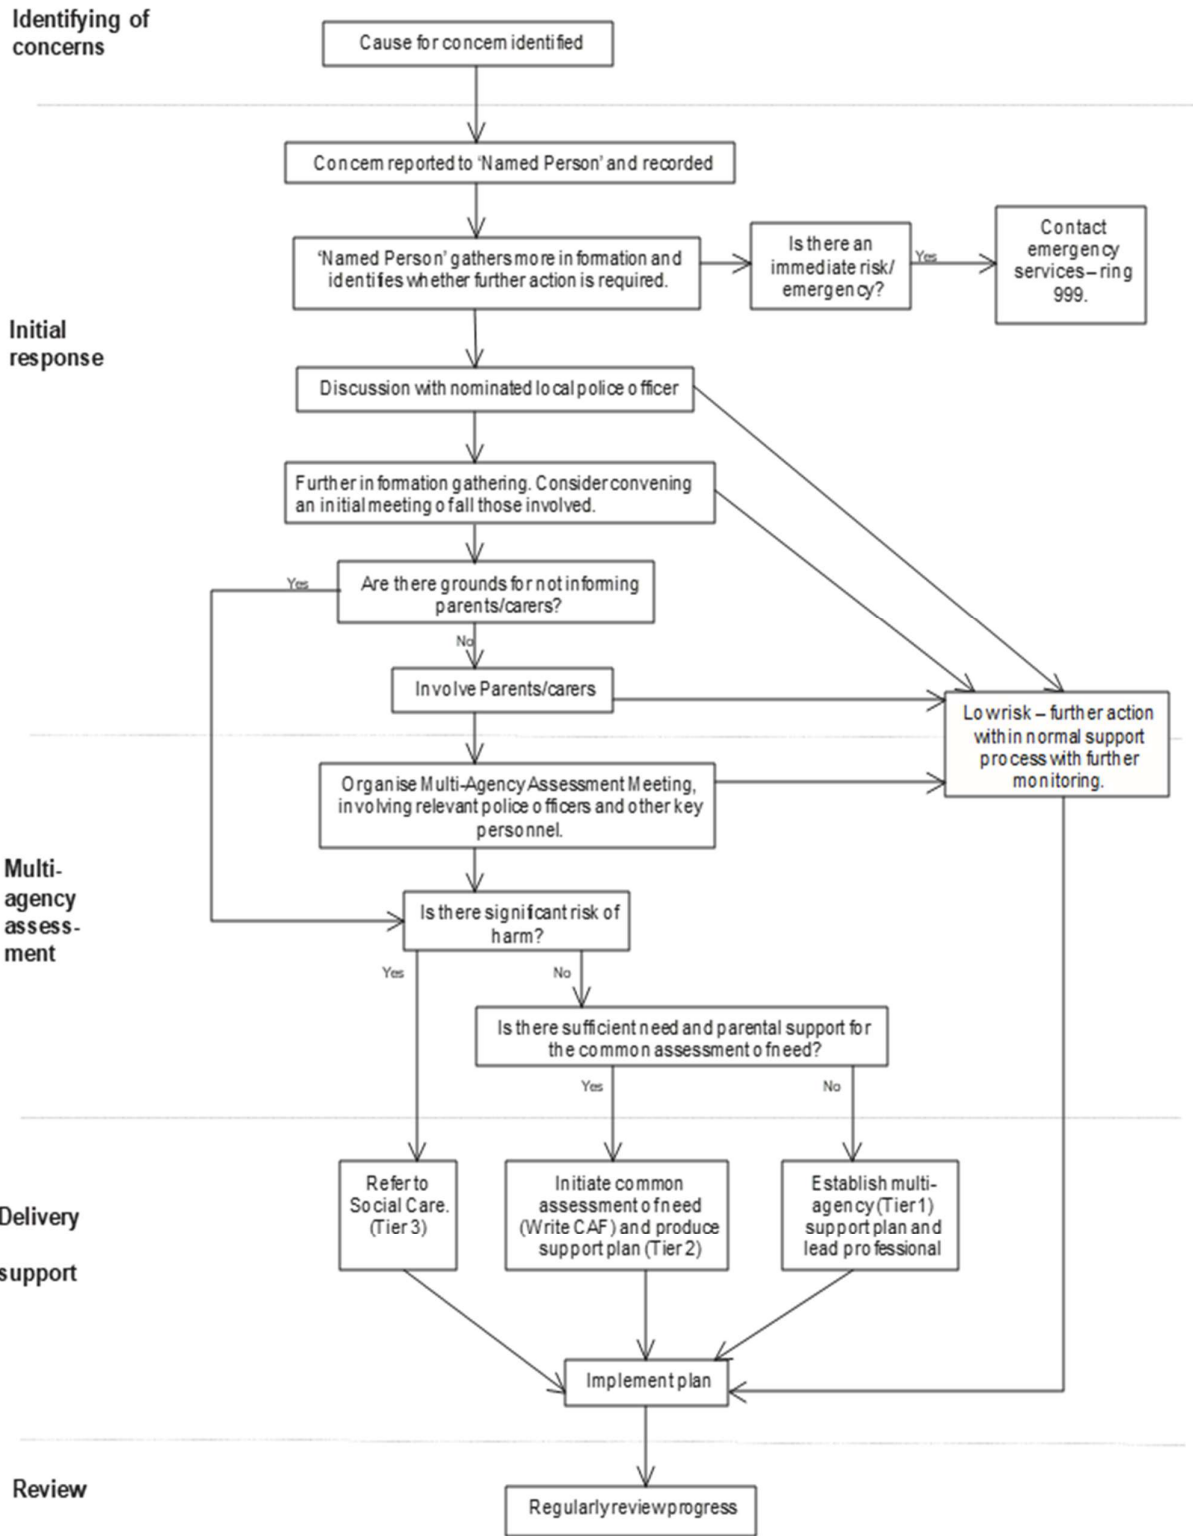 Identifying of
concerns
Cause for concern identified
Concern reported to ‘Named Person’ and recorded
‘Named Person’ gathers more information and
identifies whether further action is required.
Is there an
immediate risk/
emergency?
Yes
Contact
emergency
services – ring
999.
Initial
response
Discussion with nominated local police officer
Further information gathering. Consider convening
an initial meeting of all those involved.
Yes
Are there grounds for not informing
parents/carers?
No
Involve Parents/carers
Low risk – further action
within normal support
process with further
monitoring.
Organise Multi-Agency Assessment Meeting,
involving relevant police officers and other key
personnel.
Multi-
agency
assess-
ment
Is there significant risk of
harm?
Yes
No
Is there sufficient need and parental support for
the common assessment of need?
Yes
No
Delivery
support
Refer to
Social Care.
(Tier 3)
Initiate common
assessment of need
(Write CAF) and produce
support plan (Tier 2)
Establish multi-
agency (Tier 1)
support plan and
lead professional
Implement plan
Review
Regularly review progress